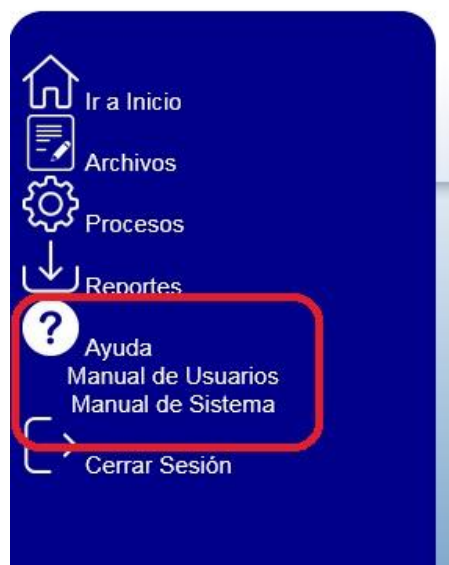 Ir a Inicio
Archivos
Procesos
Reportes
?
Ayuda
Manual de Usuarios
Manual de Sistema
Cerrar Sesión